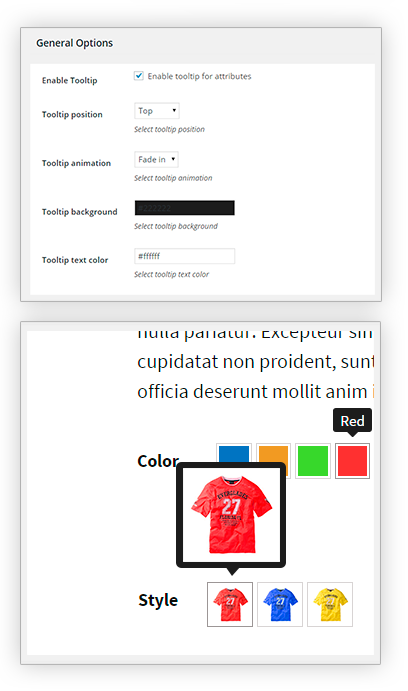 General Options
Enable Tooltip Enable tooltip for attributes
Tooltip position Top
Select tooltip position
Tooltip animation Fade in
Select tooltip animation
Tooltip background
Select tooltip background
Tooltip text color #ffffff
Select tooltip text color
nulla pariatur. Excepteur sin
cupidatat non proident, sunt
officia deserunt mollit anim i
Red
Color
27
Style
27 27 27